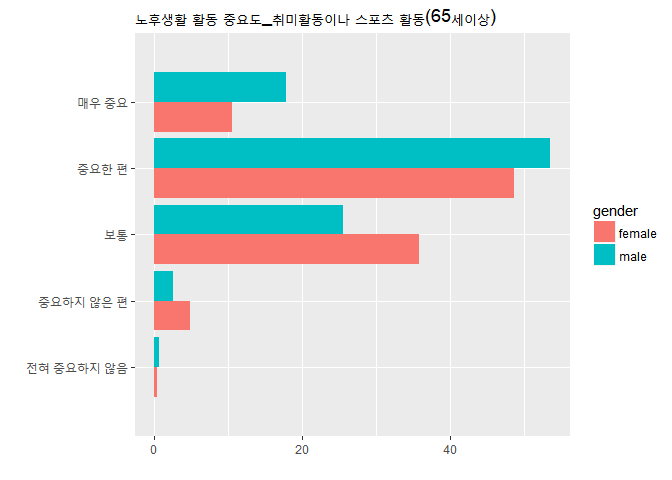 노후생활 활동 중요도_취미활동이나 스포츠 활동(65세이상)
매우 중요
중요한 편
보통
중요하지 않은 편
전혀 중요하지 않음
0 20 40
gender
female
male